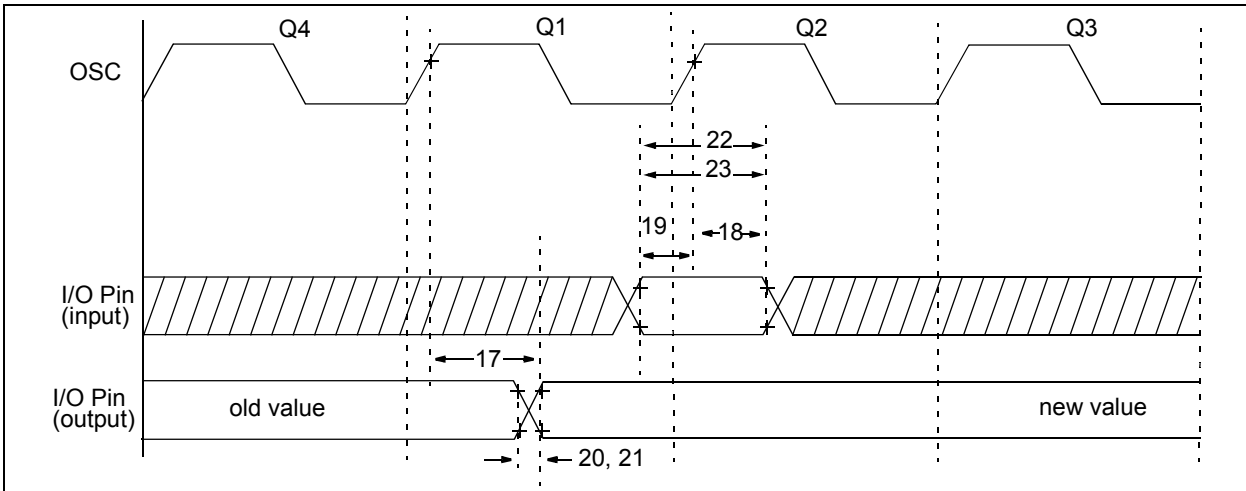 Q4 Q1 Q2 Q3
OSC
22
23
19
18
I/O Pin
(input)
17
I/O Pin
(output)
old value
new value
20, 21